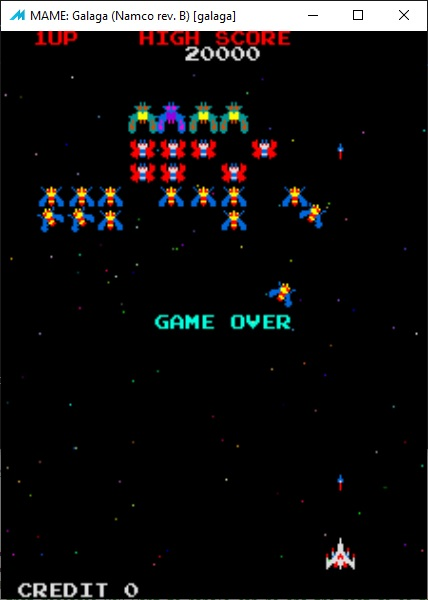 MAME: Galaga (Namco rev. B) [galaga]
1UP HIGH SCORE
20000
GAME OVER
CREDIT 0